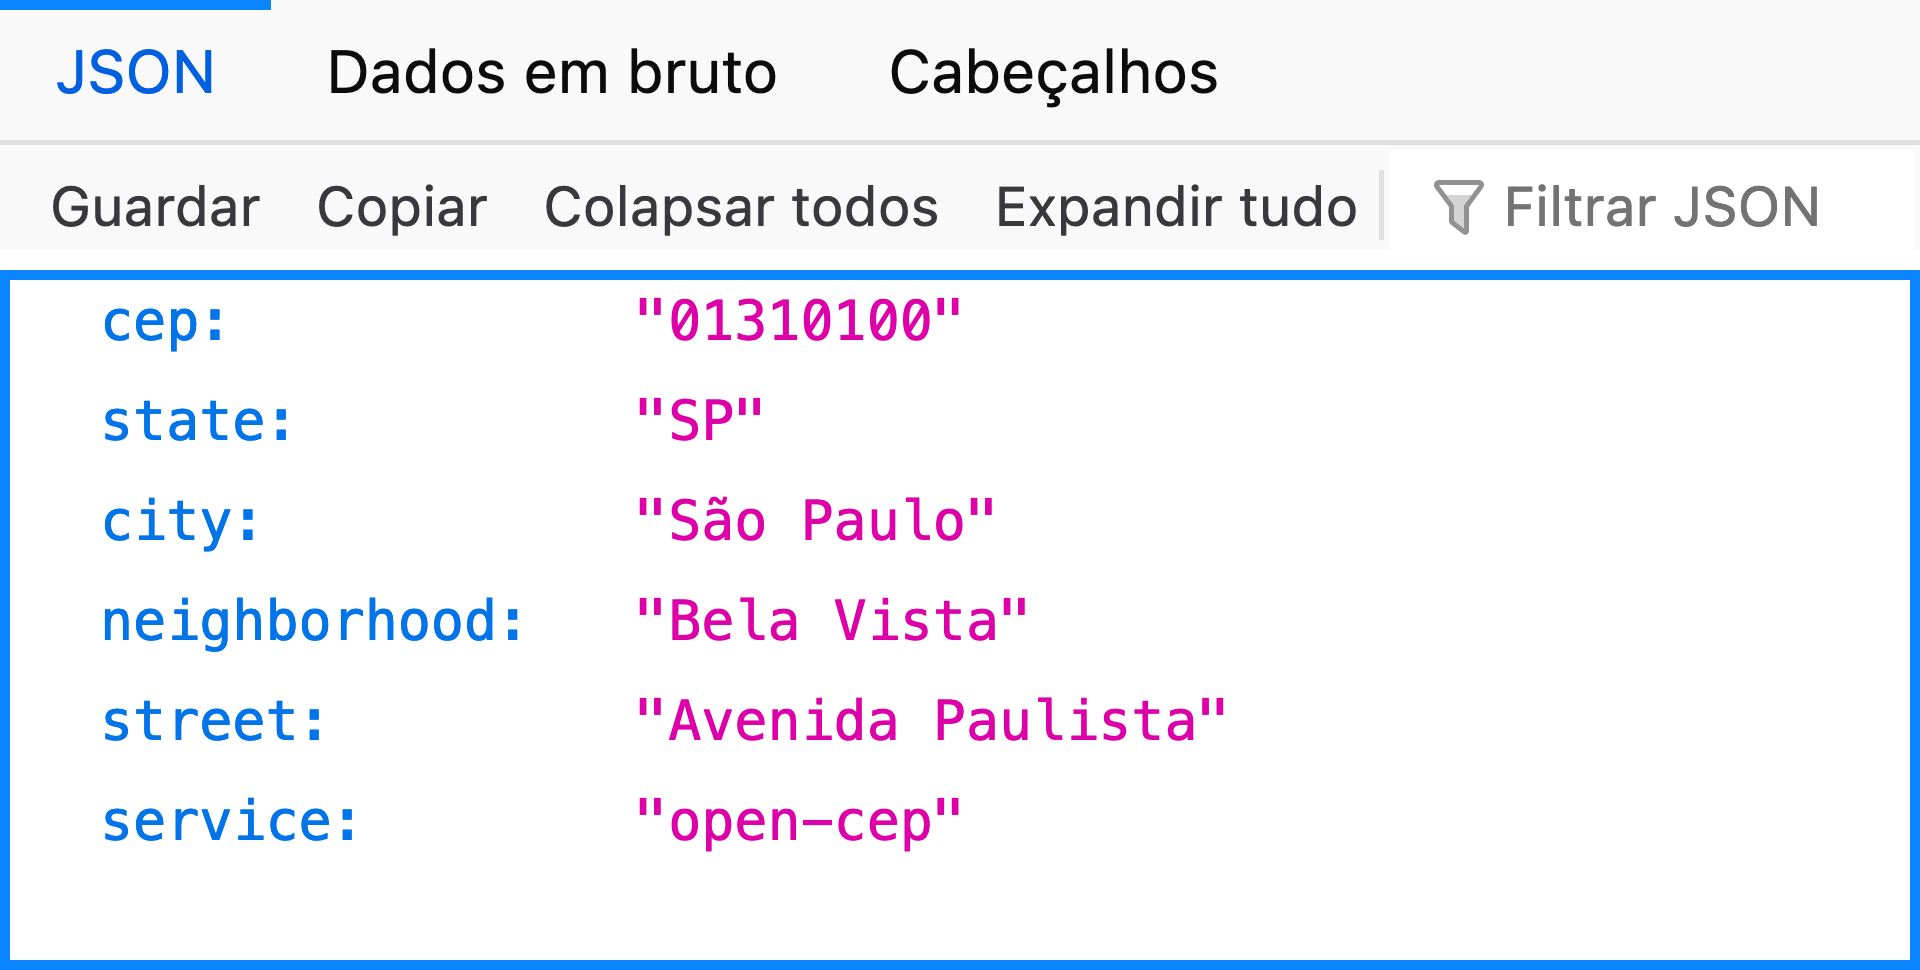 JSON Dados em bruto Cabeçalhos
Guardar Copiar Colapsar todos Expandir tudo Filtrar JSON
cep: "01310100"
state: "SP"
city: "São Paulo"
neighborhood: "Bela Vista"
street: "Avenida Paulista"
service: "open-cep"